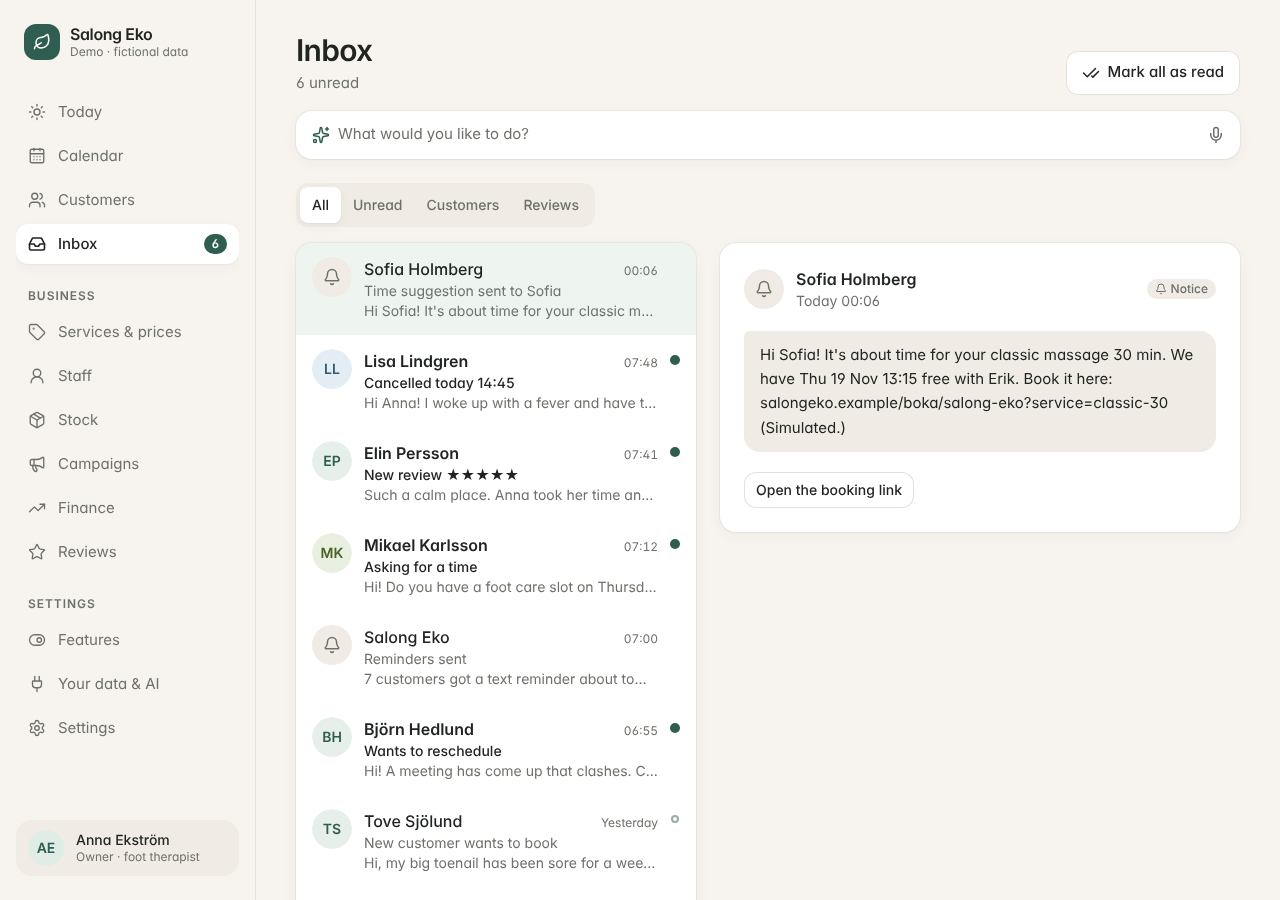 Salong Eko
Demo · fictional data
Today
Calendar
Customers
Inbox
6
BUSINESS
Services & prices
Staff
Stock
Campaigns
Finance
Reviews
SETTINGS
Features
Your data & AI
Settings
AE
Anna Ekström
Owner · foot therapist
Inbox
6 unread
Mark all as read
What would you like to do?
All
Unread
Customers
Reviews
Sofia Holmberg
00:06
Time suggestion sent to Sofia
Hi Sofia! It's about time for your classic m…
LL
Lisa Lindgren
07:48
Cancelled today 14:45
Hi Anna! I woke up with a fever and have t…
EP
Elin Persson
07:41
New review ★★★★★
Such a calm place. Anna took her time an…
MK
Mikael Karlsson
07:12
Asking for a time
Hi! Do you have a foot care slot on Thursd…
Salong Eko
07:00
Reminders sent
7 customers got a text reminder about to…
BH
Björn Hedlund
06:55
Wants to reschedule
Hi! A meeting has come up that clashes. C…
TS
Tove Sjölund
Yesterday
New customer wants to book
Hi, my big toenail has been sore for a wee…
Sofia Holmberg
Today 00:06
Notice
Hi Sofia! It's about time for your classic massage 30 min. We
have Thu 19 Nov 13:15 free with Erik. Book it here:
salongeko.example/boka/salong-eko?service=classic-30
(Simulated.)
Open the booking link